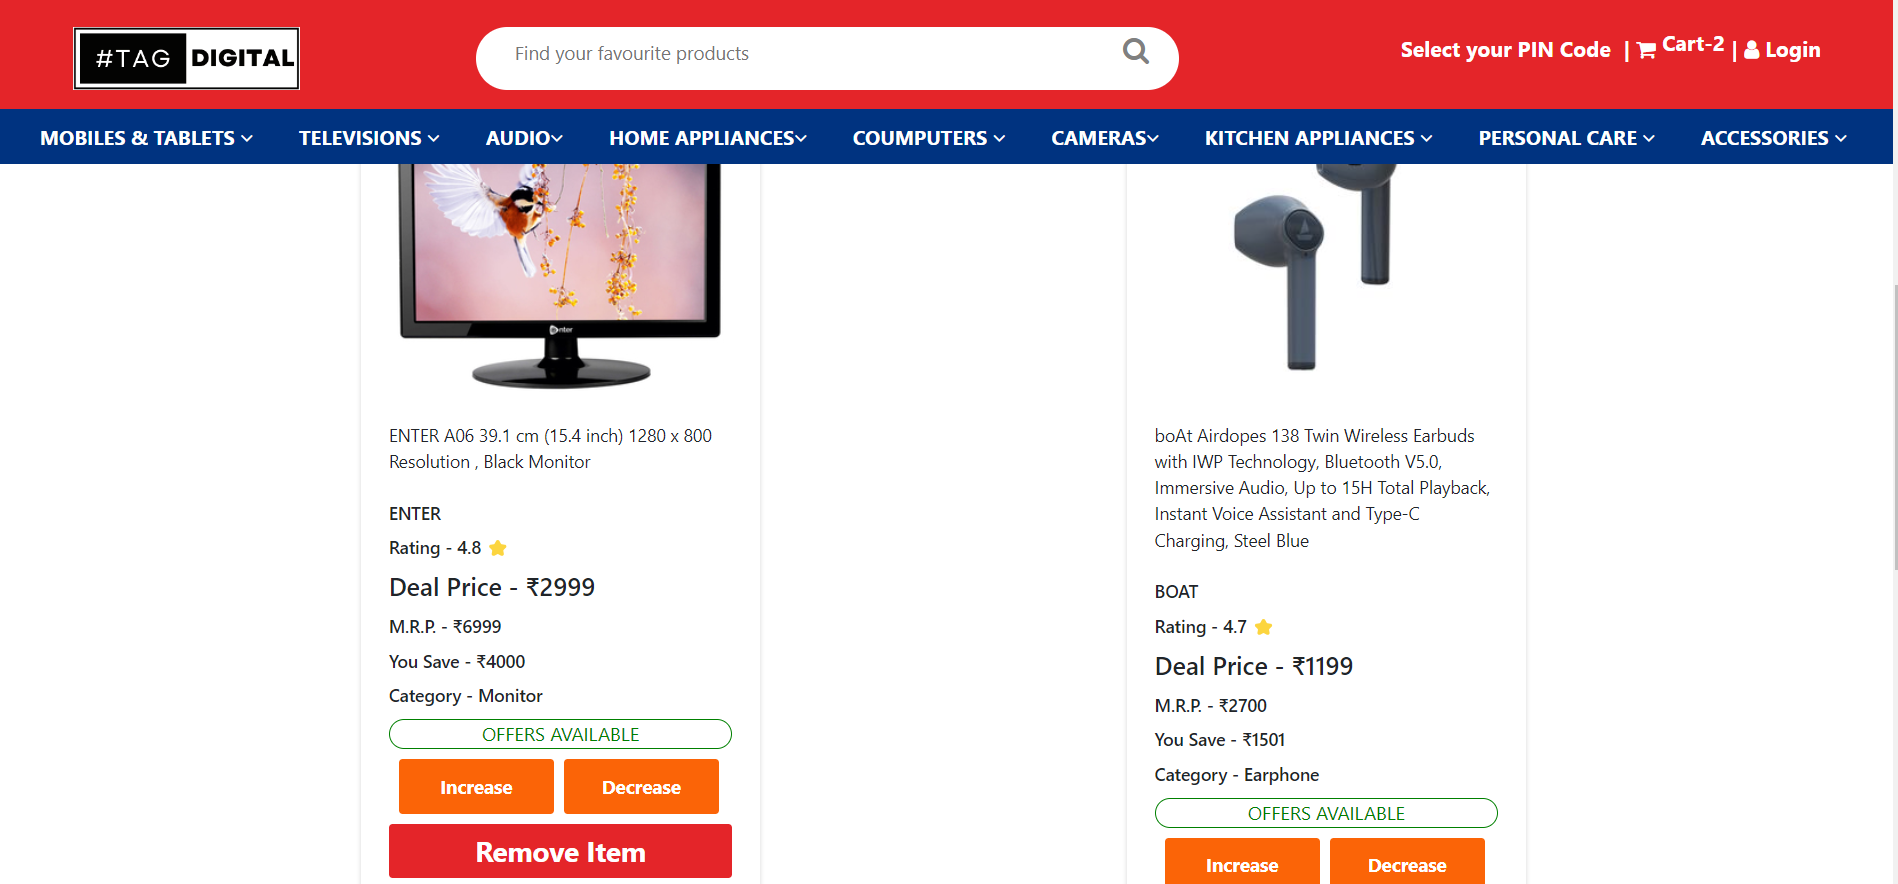 #TAG DIGITAL
Find your favourite products
Select your PIN Code | Cart-2 | Login
MOBILES & TABLETS
TELEVISIONS
AUDIO
HOME APPLIANCES
COUMPUTERS
CAMERAS
KITCHEN APPLIANCES
PERSONAL CARE
ACCESSORIES
enter
ENTER A06 39.1 cm (15.4 inch) 1280 x 800
Resolution , Black Monitor
ENTER
Rating - 4.8
Deal Price - ₹2999
M.R.P. - ₹6999
You Save - ₹4000
Category - Monitor
OFFERS AVAILABLE
Increase
Decrease
Remove Item
boAt Airdopes 138 Twin Wireless Earbuds
with IWP Technology, Bluetooth V5.0,
Immersive Audio, Up to 15H Total Playback,
Instant Voice Assistant and Type-C
Charging, Steel Blue
BOAT
Rating - 4.7
Deal Price - ₹1199
M.R.P. - ₹2700
You Save - ₹1501
Category - Earphone
OFFERS AVAILABLE
Increase
Decrease